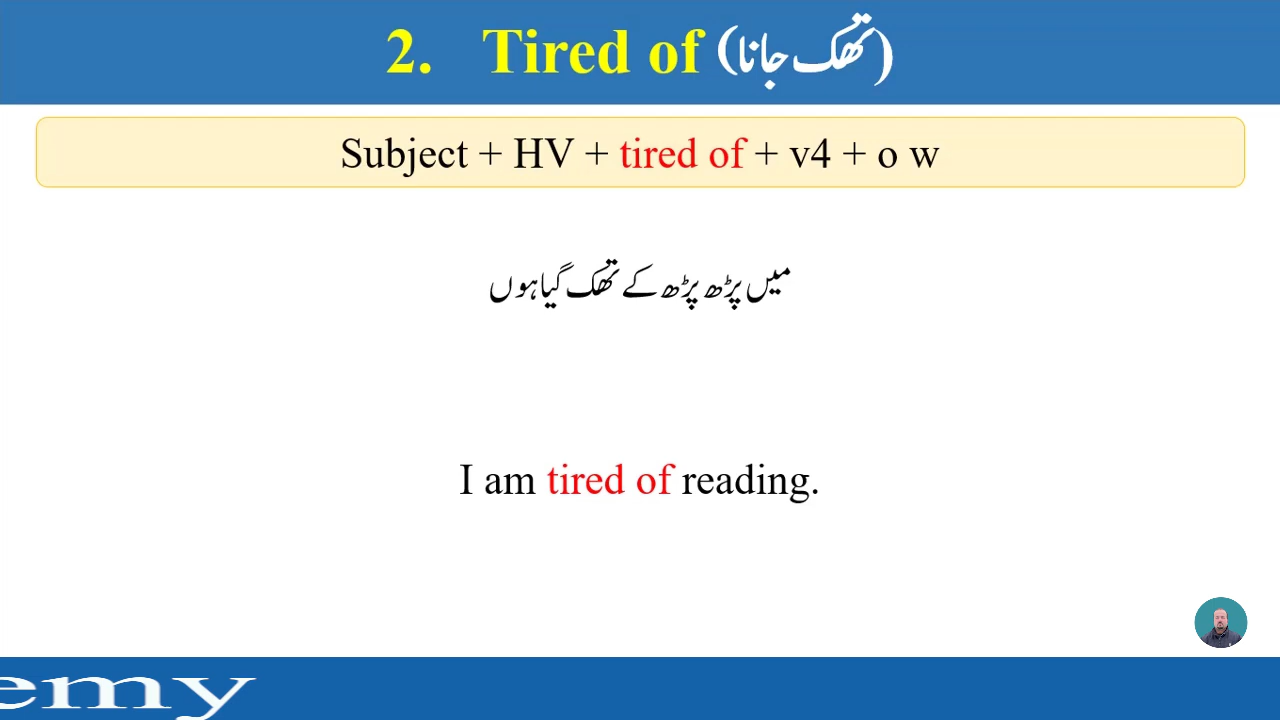 2. Tired of (تھک جانا)
Subject + HV + tired of + v4 + o w
میں پڑھ پڑھ کے تھک گیا ہوں
I am tired of reading.
emy